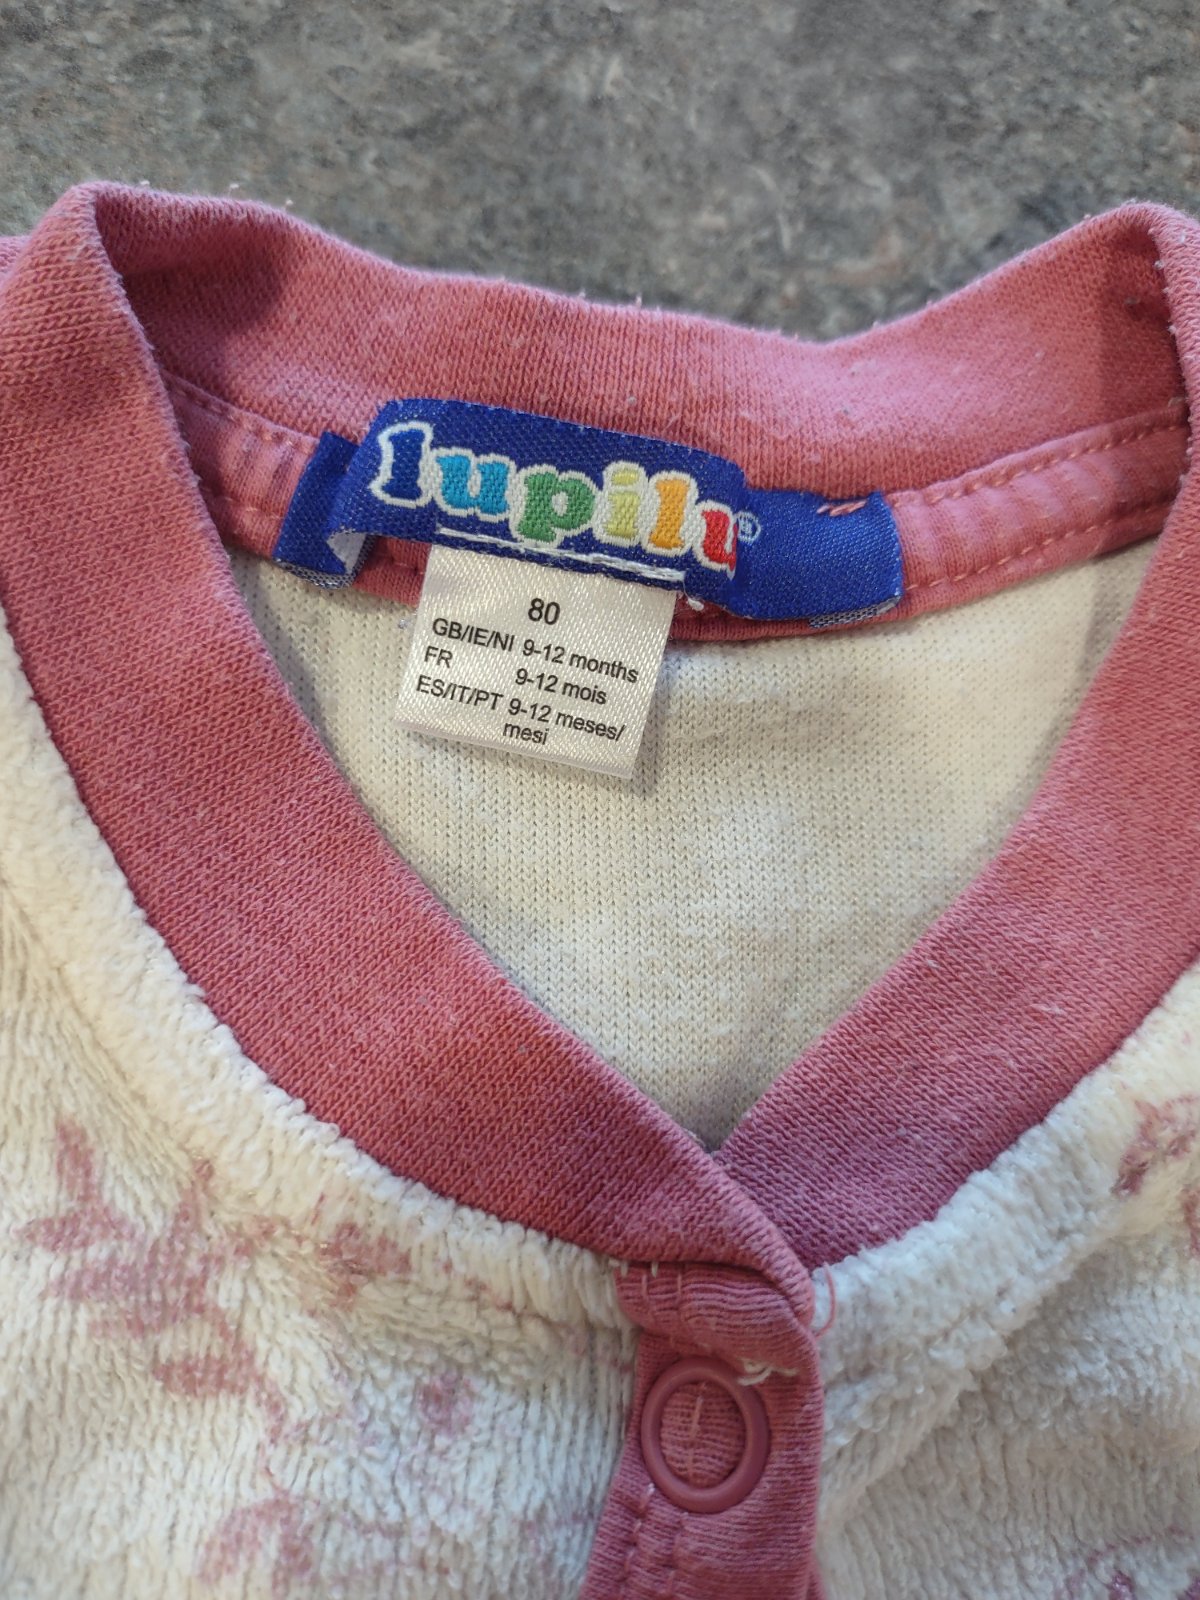 lupilu®
80
GB/IE/NI 9-12 months
FR 9-12 mois
ES/IT/PT 9-12 meses/
mesi